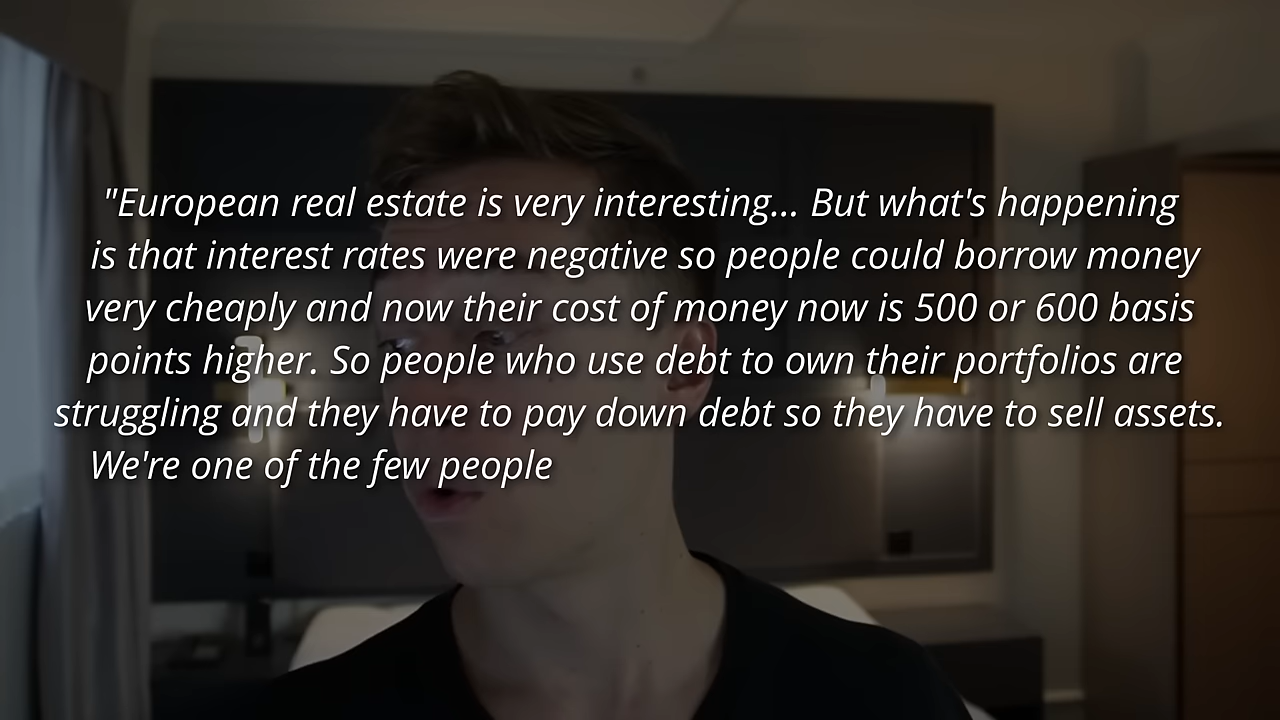 "European real estate is very interesting... But what's happening
is that interest rates were negative so people could borrow money
very cheaply and now their cost of money now is 500 or 600 basis
points higher. So people who use debt to own their portfolios are
struggling and they have to pay down debt so they have to sell assets.
We're one of the few people